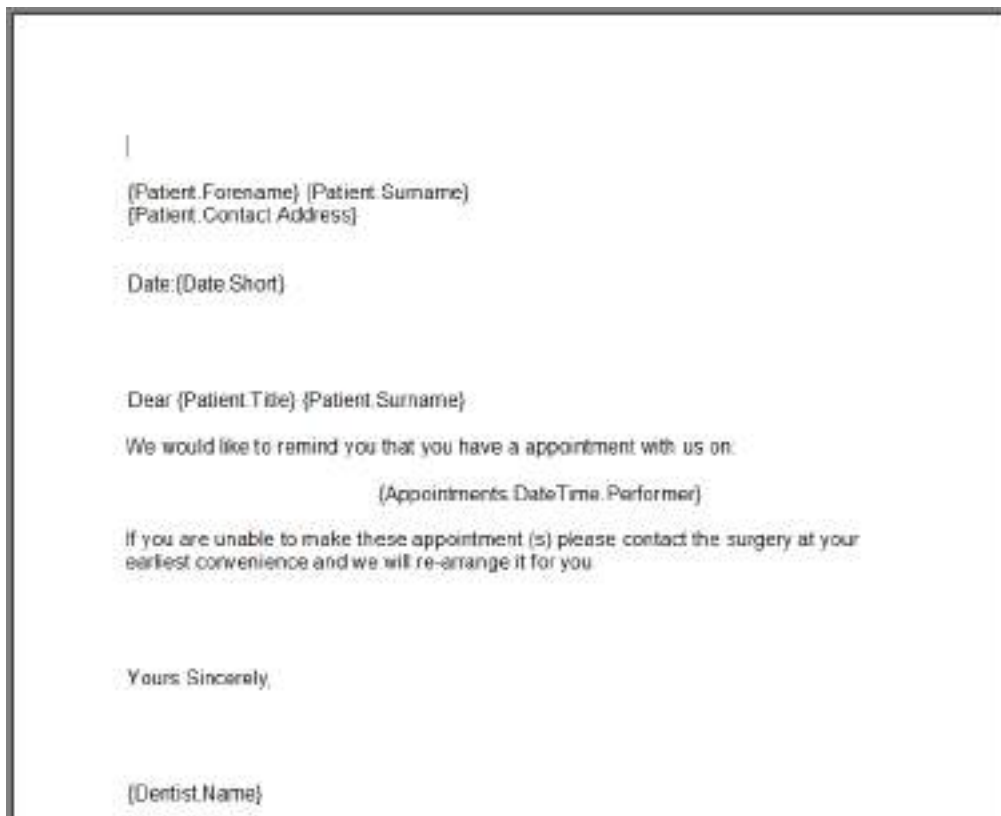 {Patient.Forename} {Patient.Surname}
{Patient.Contact Address}
Date:{Date.Short}
Dear {Patient.Title} {Patient.Surname}
We would like to remind you that you have a appointment with us on:
{Appointments.DateTime.Performer}
If you are unable to make these appointment (s) please contact the surgery at your
earliest convenience and we will re-arrange it for you
Yours Sincerely,
{Dentist.Name}